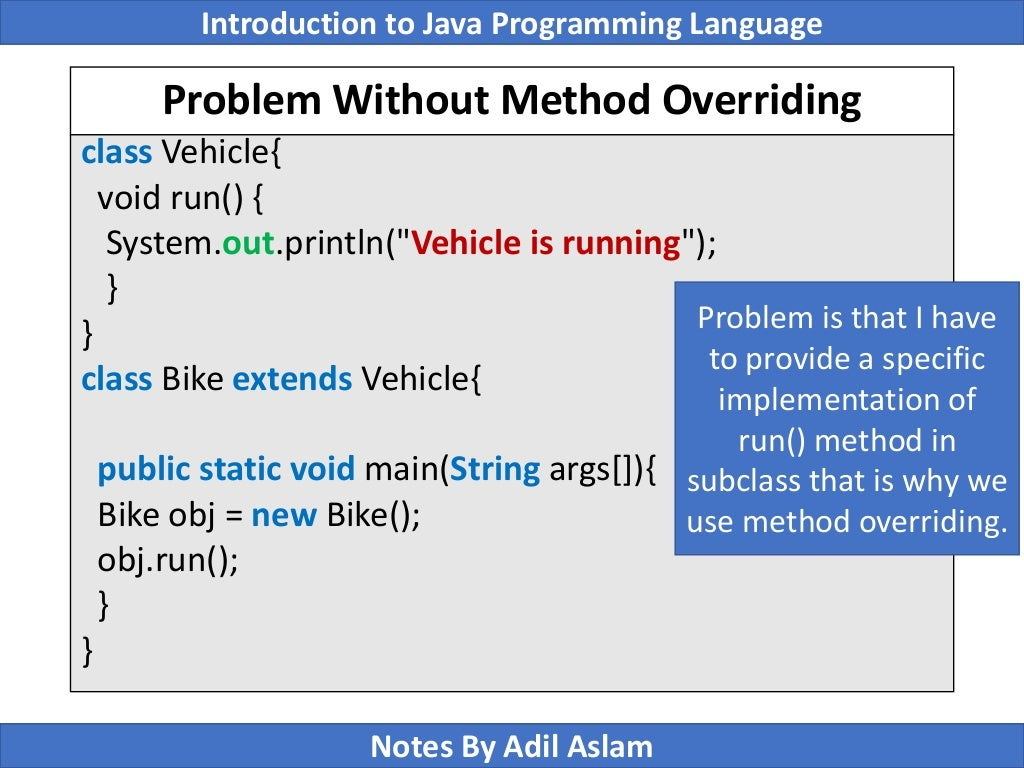 Introduction to Java Programming Language
Problem Without Method Overriding
class Vehicle{
void run() {
System.out.println("Vehicle is running");
}
}
class Bike extends Vehicle{
public static void main(String args[]){
Bike obj = new Bike();
obj.run();
}
}
Problem is that I have
to provide a specific
implementation of
run() method in
subclass that is why we
use method overriding.
Notes By Adil Aslam